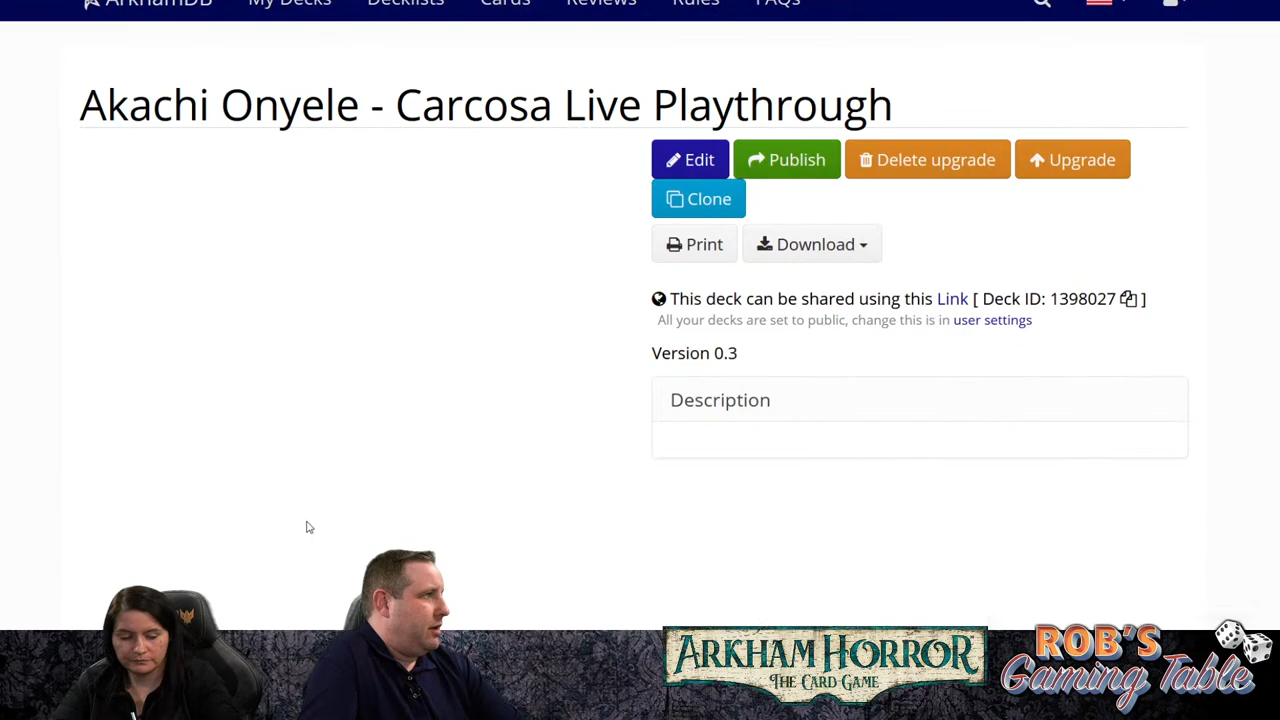 ArkhamDB My Decks Decklists Cards Reviews Rules FAQs
Akachi Onyele - Carcosa Live Playthrough
Edit Publish Delete upgrade Upgrade
Clone
Print Download
This deck can be shared using this Link [ Deck ID: 1398027 ]
All your decks are set to public, change this is in user settings
Version 0.3
Description
ARKHAM HORROR
THE CARD GAME
ROB'S
Gaming Table